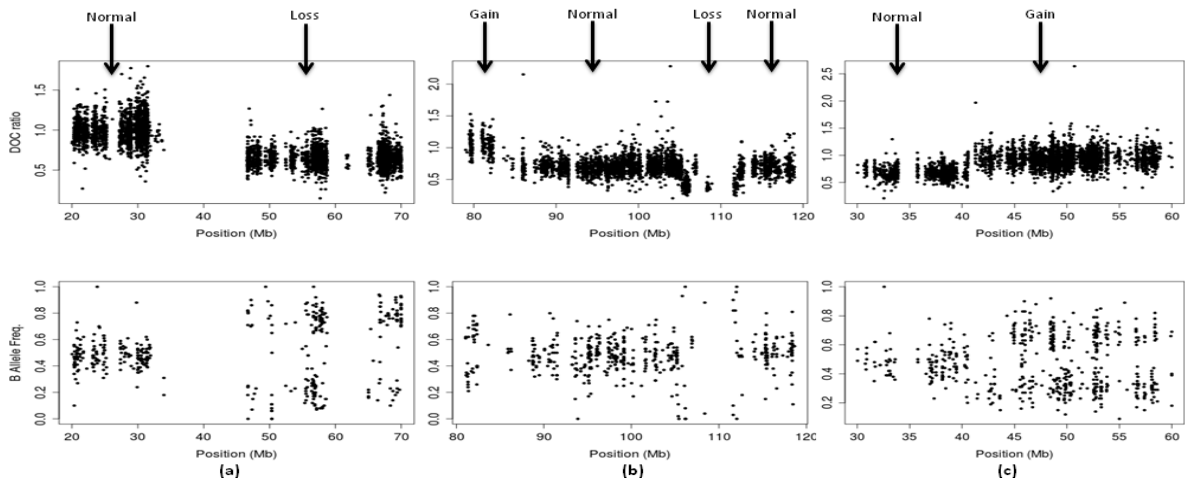 Normal Loss Gain Normal Loss Normal Normal Gain
DOC ratio
1.5
1.0
0.5
20 30 40 50 60 70
Position (Mb)
2.0
1.5
1.0
0.5
80 90 100 110 120
Position (Mb)
2.5
2.0
1.5
1.0
0.5
30 35 40 45 50 55 60
Position (Mb)
B Allele Freq.
1.0
0.8
0.6
0.4
0.2
0.0
20 30 40 50 60 70
Position (Mb)
(a)
1.0
0.8
0.6
0.4
0.2
0.0
80 90 100 110 120
Position (Mb)
(b)
1.0
0.8
0.6
0.4
0.2
30 35 40 45 50 55 60
Position (Mb)
(c)